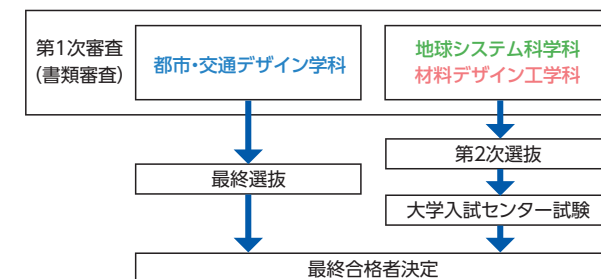 第1次審査
(書類審査)
都市・交通デザイン学科
地球システム科学科
材料デザイン工学科
最終選抜
第2次選抜
大学入試センター試験
最終合格者決定